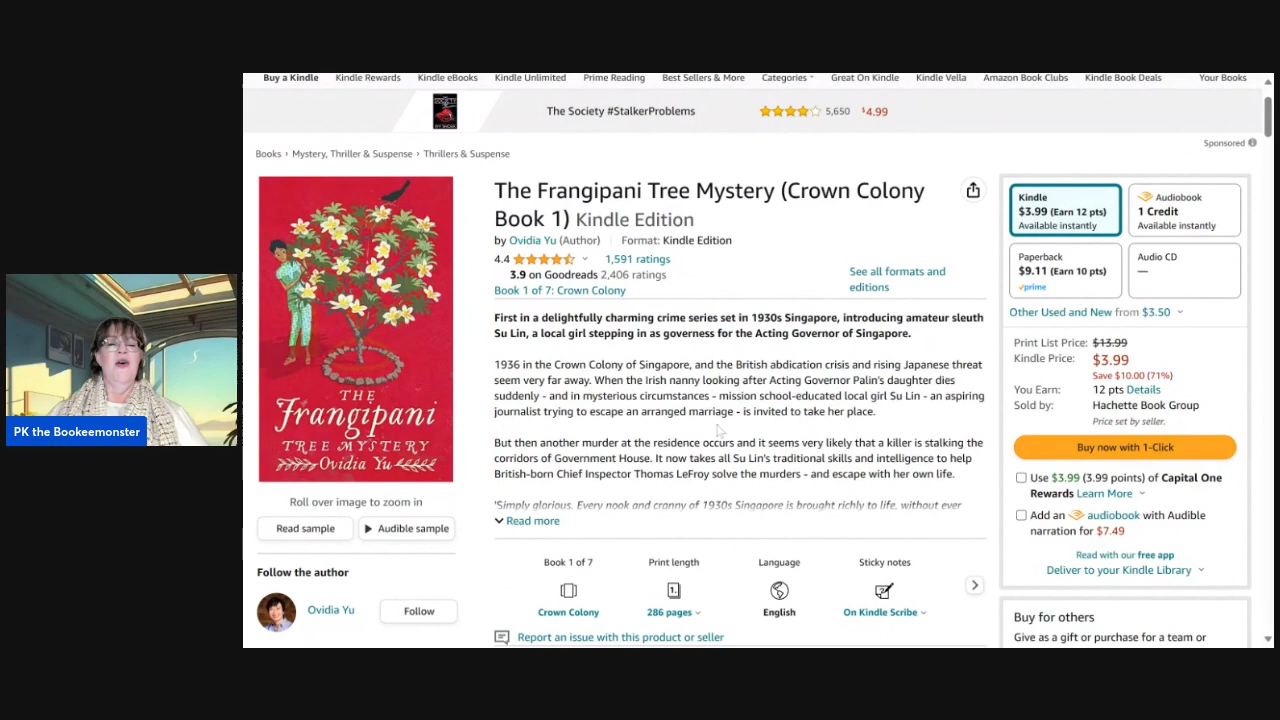 Buy a Kindle Kindle Rewards Kindle eBooks Kindle Unlimited Prime Reading Best Sellers & More Categories Great On Kindle Kindle Vella Amazon Book Clubs Kindle Book Deals Your Books
The Society #StalkerProblems 5,650 $4.99
Sponsored
Books › Mystery, Thriller & Suspense › Thrillers & Suspense
THE
Frangipani
TREE MYSTERY
Ovidia Yu
Roll over image to zoom in
Read sample
Audible sample
Follow the author
Ovidia Yu
Follow
The Frangipani Tree Mystery (Crown Colony
Book 1) Kindle Edition
by Ovidia Yu (Author) Format: Kindle Edition
4.4 1,591 ratings
3.9 on Goodreads 2,406 ratings
Book 1 of 7: Crown Colony
See all formats and
editions
First in a delightfully charming crime series set in 1930s Singapore, introducing amateur sleuth
Su Lin, a local girl stepping in as governess for the Acting Governor of Singapore.
1936 in the Crown Colony of Singapore, and the British abdication crisis and rising Japanese threat
seem very far away. When the Irish nanny looking after Acting Governor Palin's daughter dies
suddenly - and in mysterious circumstances - mission school-educated local girl Su Lin - an aspiring
journalist trying to escape an arranged marriage - is invited to take her place.
But then another murder at the residence occurs and it seems very likely that a killer is stalking the
corridors of Government House. It now takes all Su Lin's traditional skills and intelligence to help
British-born Chief Inspector Thomas LeFroy solve the murders - and escape with her own life.
'Simply glorious. Every nook and cranny of 1930s Singapore is brought richly to life, without ever
Read more
Book 1 of 7
Crown Colony
Print length
286 pages
Language
English
Sticky notes
On Kindle Scribe
Report an issue with this product or seller
Kindle
$3.99 (Earn 12 pts)
Available instantly
Audiobook
1 Credit
Available instantly
Paperback
$9.11 (Earn 10 pts)
prime
Audio CD
—
Other Used and New from $3.50
Print List Price: $13.99
Kindle Price: $3.99
Save $10.00 (71%)
You Earn: 12 pts Details
Sold by: Hachette Book Group
Price set by seller.
Buy now with 1-Click
Use $3.99 (3.99 points) of Capital One
Rewards Learn More
Add an audiobook with Audible
narration for $7.49
Read with our free app
Deliver to your Kindle Library
Buy for others
Give as a gift or purchase for a team or
PK the Bookeemonster